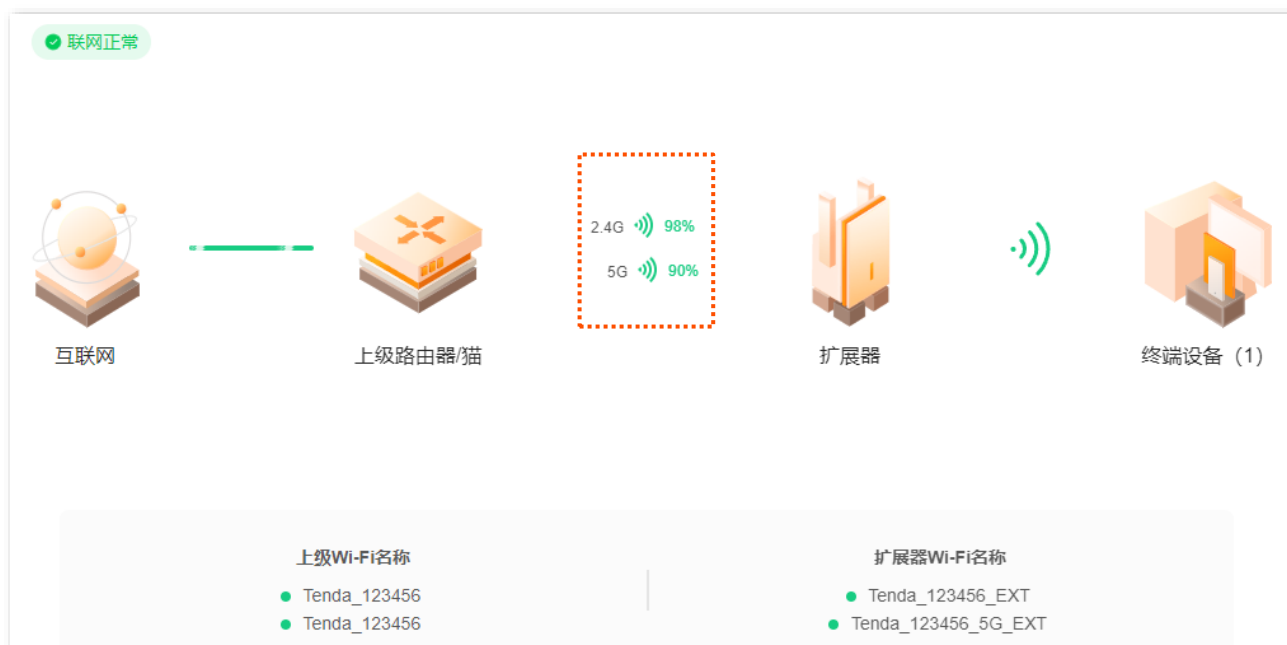 联网正常
2.4G 98%
5G 90%
互联网
上级路由器/猫
扩展器
终端设备（1）
上级Wi-Fi名称
Tenda_123456
Tenda_123456
扩展器Wi-Fi名称
Tenda_123456_EXT
Tenda_123456_5G_EXT